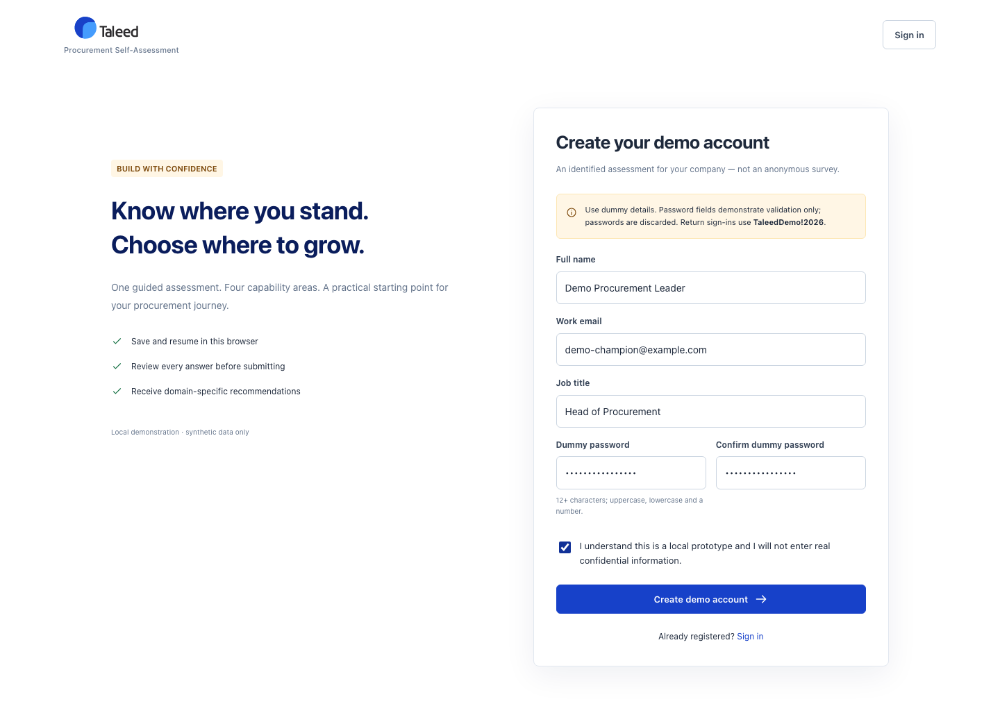 Taleed
Procurement Self-Assessment
Sign in
BUILD WITH CONFIDENCE
Know where you stand.
Choose where to grow.
One guided assessment. Four capability areas. A practical starting point for
your procurement journey.
Save and resume in this browser
Review every answer before submitting
Receive domain-specific recommendations
Local demonstration · synthetic data only
Create your demo account
An identified assessment for your company — not an anonymous survey.
Use dummy details. Password fields demonstrate validation only;
passwords are discarded. Return sign-ins use TaleedDemo!2026.
Full name
Demo Procurement Leader
Work email
demo-champion@example.com
Job title
Head of Procurement
Dummy password
Confirm dummy password
••••••••••••••••
••••••••••••••••
12+ characters; uppercase, lowercase and a
number.
I understand this is a local prototype and I will not enter real
confidential information.
Create demo account →
Already registered? Sign in